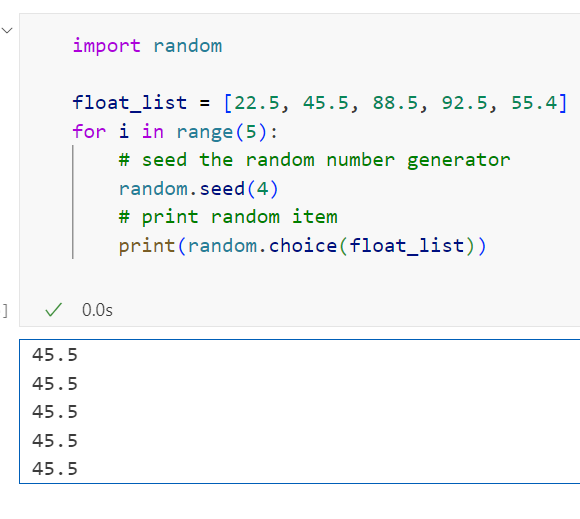 import random
float_list = [22.5, 45.5, 88.5, 92.5, 55.4]
for i in range(5):
    # seed the random number generator
    random.seed(4)
    # print random item
    print(random.choice(float_list))
] ✓ 0.0s
45.5
45.5
45.5
45.5
45.5